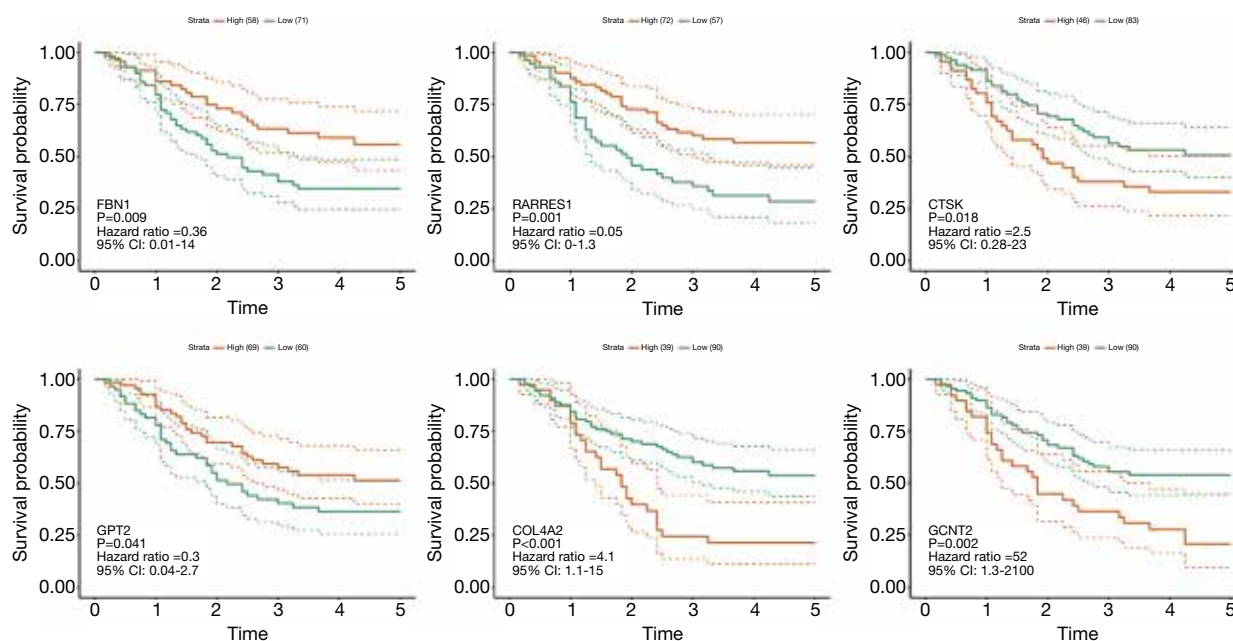 Strata High (58) Low (71)
1.00
0.75
0.50
0.25
0.00
Survival probability
FBN1
P=0.009
Hazard ratio =0.36
95% CI: 0.01-14
0 1 2 3 4 5
Time
Strata High (72) Low (57)
1.00
0.75
0.50
0.25
0.00
Survival probability
RARRES1
P=0.001
Hazard ratio =0.05
95% CI: 0-1.3
0 1 2 3 4 5
Time
Strata High (46) Low (83)
1.00
0.75
0.50
0.25
0.00
Survival probability
CTSK
P=0.018
Hazard ratio =2.5
95% CI: 0.28-23
0 1 2 3 4 5
Time
Strata High (69) Low (60)
1.00
0.75
0.50
0.25
0.00
Survival probability
GPT2
P=0.041
Hazard ratio =0.3
95% CI: 0.04-2.7
0 1 2 3 4 5
Time
Strata High (39) Low (90)
1.00
0.75
0.50
0.25
0.00
Survival probability
COL4A2
P<0.001
Hazard ratio =4.1
95% CI: 1.1-15
0 1 2 3 4 5
Time
Strata High (39) Low (90)
1.00
0.75
0.50
0.25
0.00
Survival probability
GCNT2
P=0.002
Hazard ratio =52
95% CI: 1.3-2100
0 1 2 3 4 5
Time